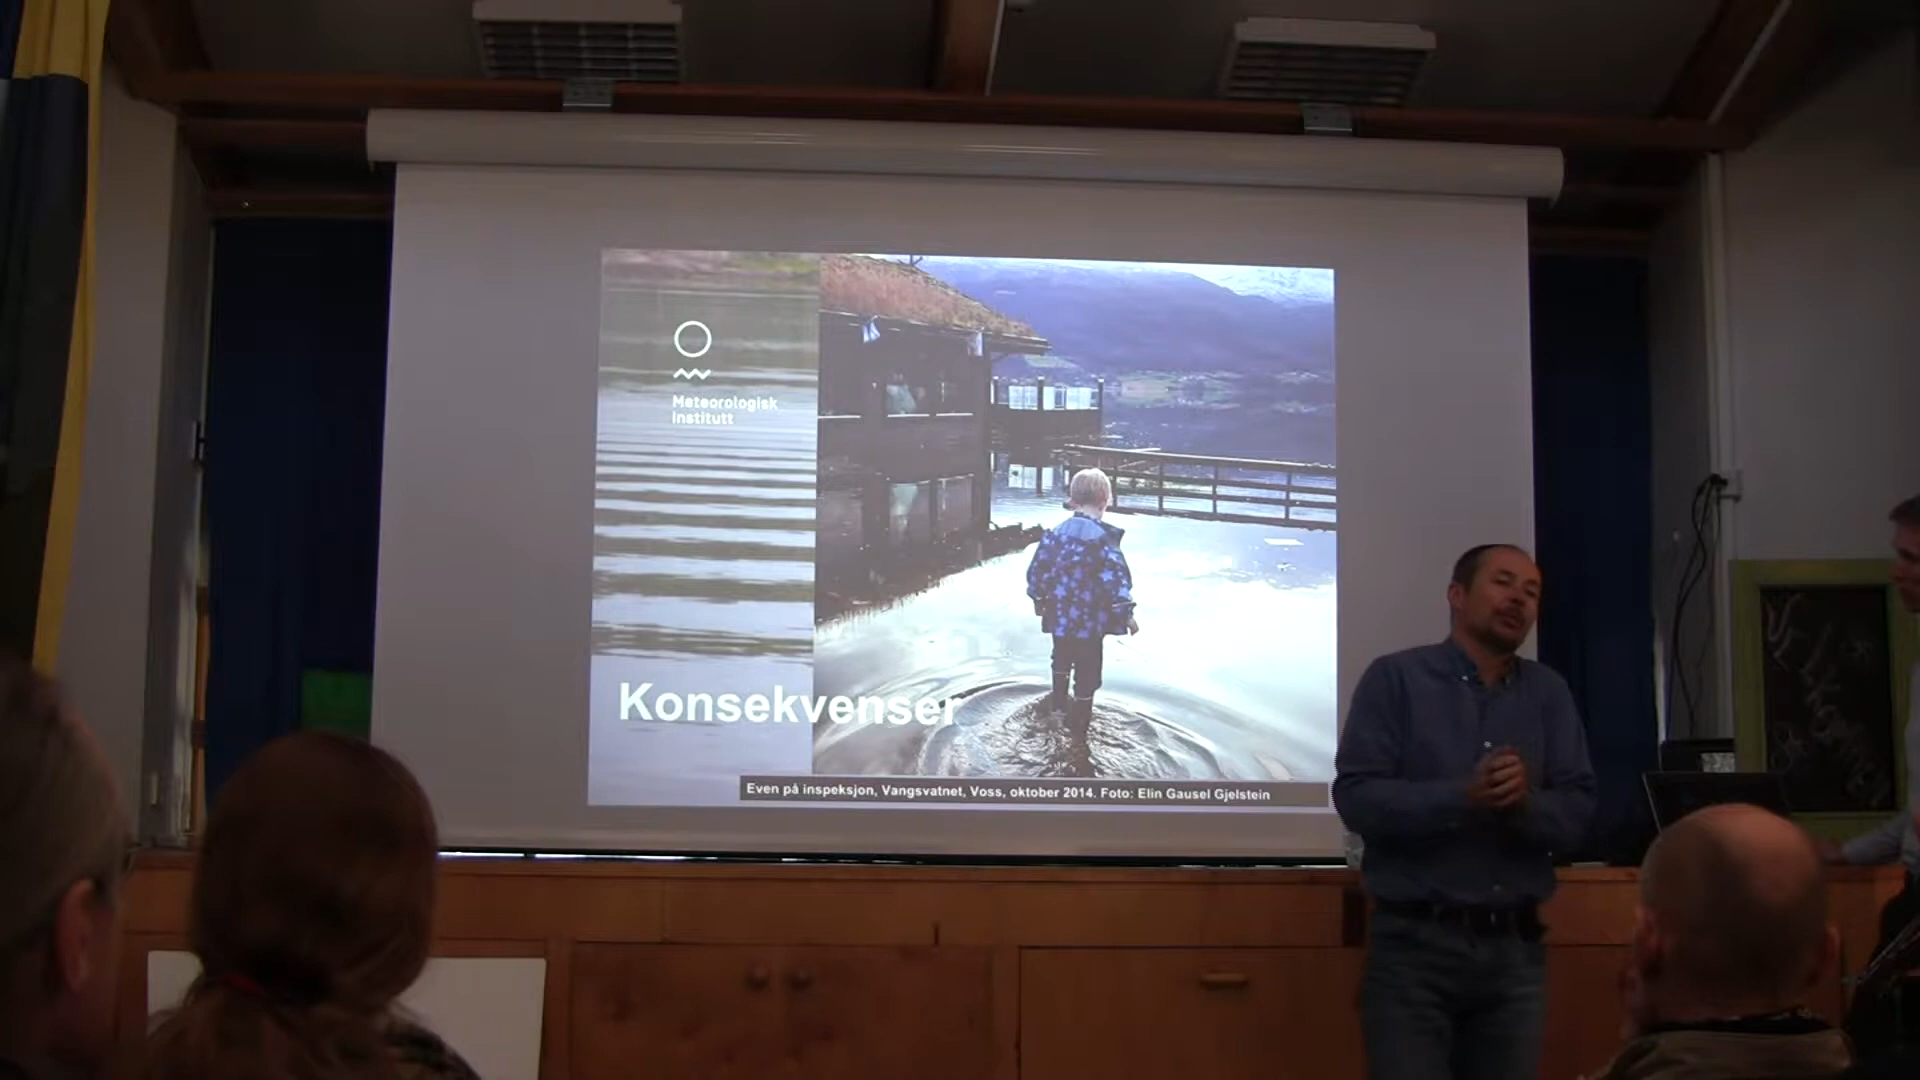 Meteorologisk
institutt
Konsekvenser
Even på inspeksjon, Vangsvatnet, Voss, oktober 2014. Foto: Elin Gausel Gjelstein